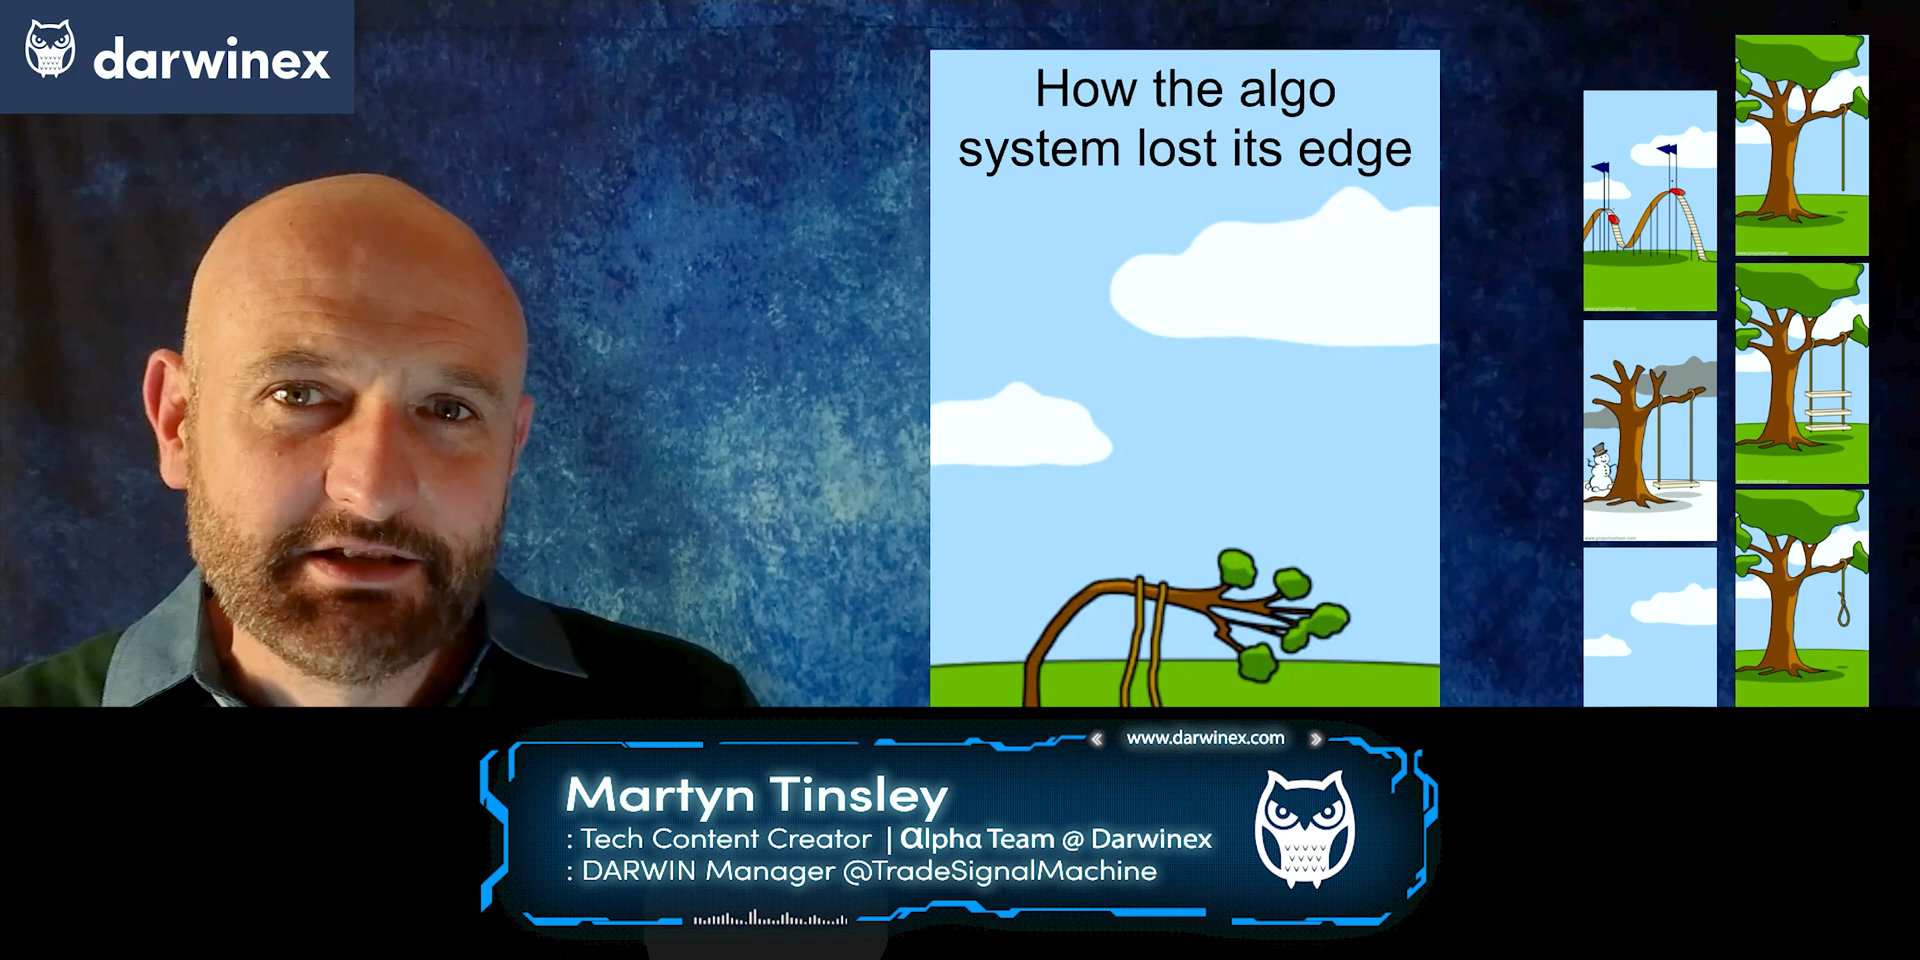 darwinex
How the algo
system lost its edge
www.darwinex.com
Martyn Tinsley
: Tech Content Creator | αlphα Team @ Darwinex
: DARWIN Manager @TradeSignalMachine